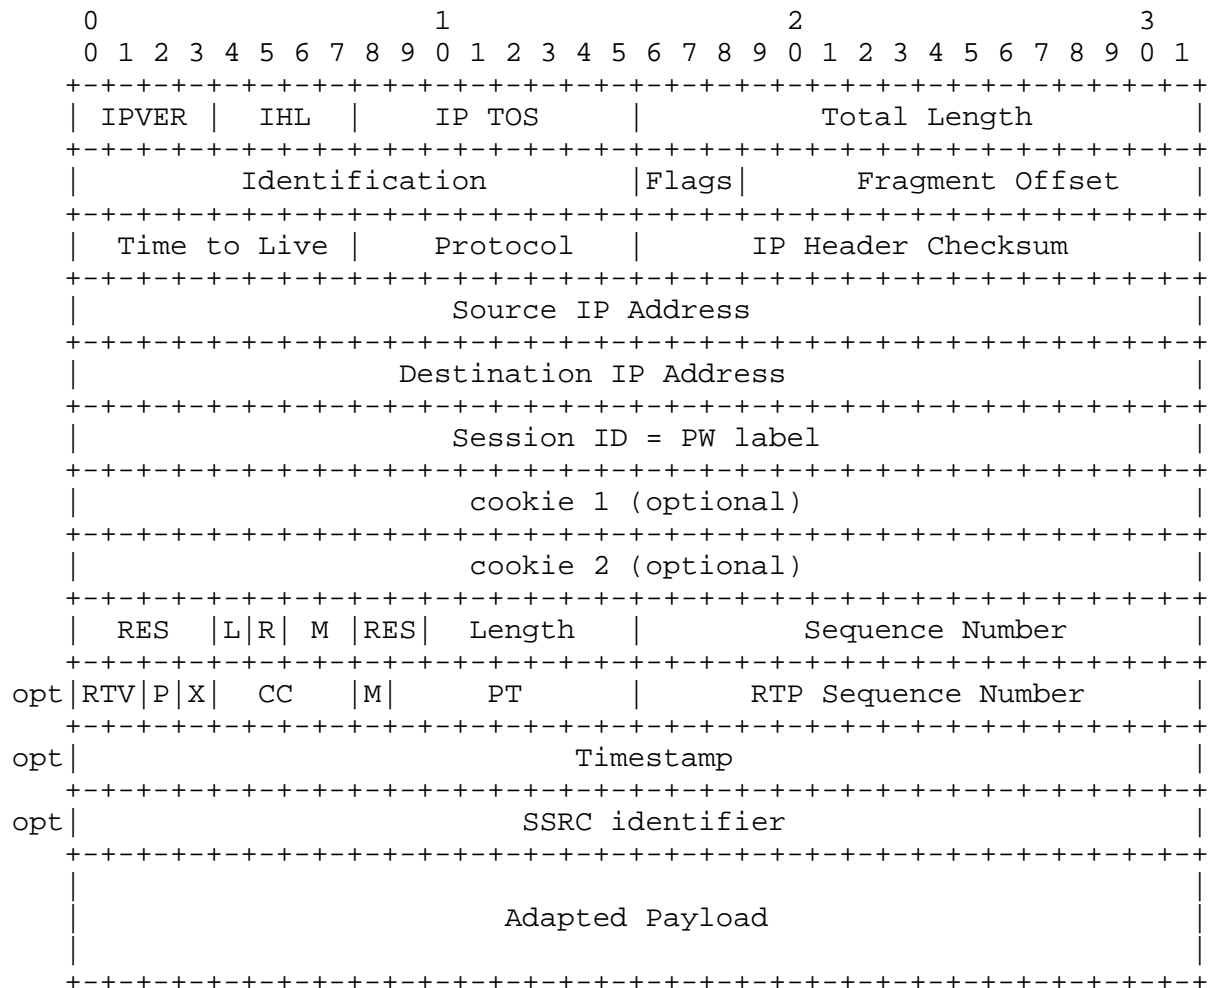 0                   1                   2                   3
 0 1 2 3 4 5 6 7 8 9 0 1 2 3 4 5 6 7 8 9 0 1 2 3 4 5 6 7 8 9 0 1
+-+-+-+-+-+-+-+-+-+-+-+-+-+-+-+-+-+-+-+-+-+-+-+-+-+-+-+-+-+-+-+-+
| IPVER |  IHL  |    IP TOS     |          Total Length         |
+-+-+-+-+-+-+-+-+-+-+-+-+-+-+-+-+-+-+-+-+-+-+-+-+-+-+-+-+-+-+-+-+
|         Identification        |Flags|      Fragment Offset    |
+-+-+-+-+-+-+-+-+-+-+-+-+-+-+-+-+-+-+-+-+-+-+-+-+-+-+-+-+-+-+-+-+
|  Time to Live |    Protocol   |      IP Header Checksum       |
+-+-+-+-+-+-+-+-+-+-+-+-+-+-+-+-+-+-+-+-+-+-+-+-+-+-+-+-+-+-+-+-+
|                     Source IP Address                         |
+-+-+-+-+-+-+-+-+-+-+-+-+-+-+-+-+-+-+-+-+-+-+-+-+-+-+-+-+-+-+-+-+
|                  Destination IP Address                       |
+-+-+-+-+-+-+-+-+-+-+-+-+-+-+-+-+-+-+-+-+-+-+-+-+-+-+-+-+-+-+-+-+
|                     Session ID = PW label                     |
+-+-+-+-+-+-+-+-+-+-+-+-+-+-+-+-+-+-+-+-+-+-+-+-+-+-+-+-+-+-+-+-+
|                      cookie 1 (optional)                      |
+-+-+-+-+-+-+-+-+-+-+-+-+-+-+-+-+-+-+-+-+-+-+-+-+-+-+-+-+-+-+-+-+
|                      cookie 2 (optional)                      |
+-+-+-+-+-+-+-+-+-+-+-+-+-+-+-+-+-+-+-+-+-+-+-+-+-+-+-+-+-+-+-+-+
|  RES  |L|R| M |RES|  Length   |         Sequence Number       |
+-+-+-+-+-+-+-+-+-+-+-+-+-+-+-+-+-+-+-+-+-+-+-+-+-+-+-+-+-+-+-+-+
opt|RTV|P|X|  CC   |M|     PT      |      RTP Sequence Number      |
+-+-+-+-+-+-+-+-+-+-+-+-+-+-+-+-+-+-+-+-+-+-+-+-+-+-+-+-+-+-+-+-+
opt|                            Timestamp                          |
+-+-+-+-+-+-+-+-+-+-+-+-+-+-+-+-+-+-+-+-+-+-+-+-+-+-+-+-+-+-+-+-+
opt|                         SSRC identifier                       |
+-+-+-+-+-+-+-+-+-+-+-+-+-+-+-+-+-+-+-+-+-+-+-+-+-+-+-+-+-+-+-+-+
|                                                               |
|                        Adapted Payload                        |
|                                                               |
+-+-+-+-+-+-+-+-+-+-+-+-+-+-+-+-+-+-+-+-+-+-+-+-+-+-+-+-+-+-+-+-+